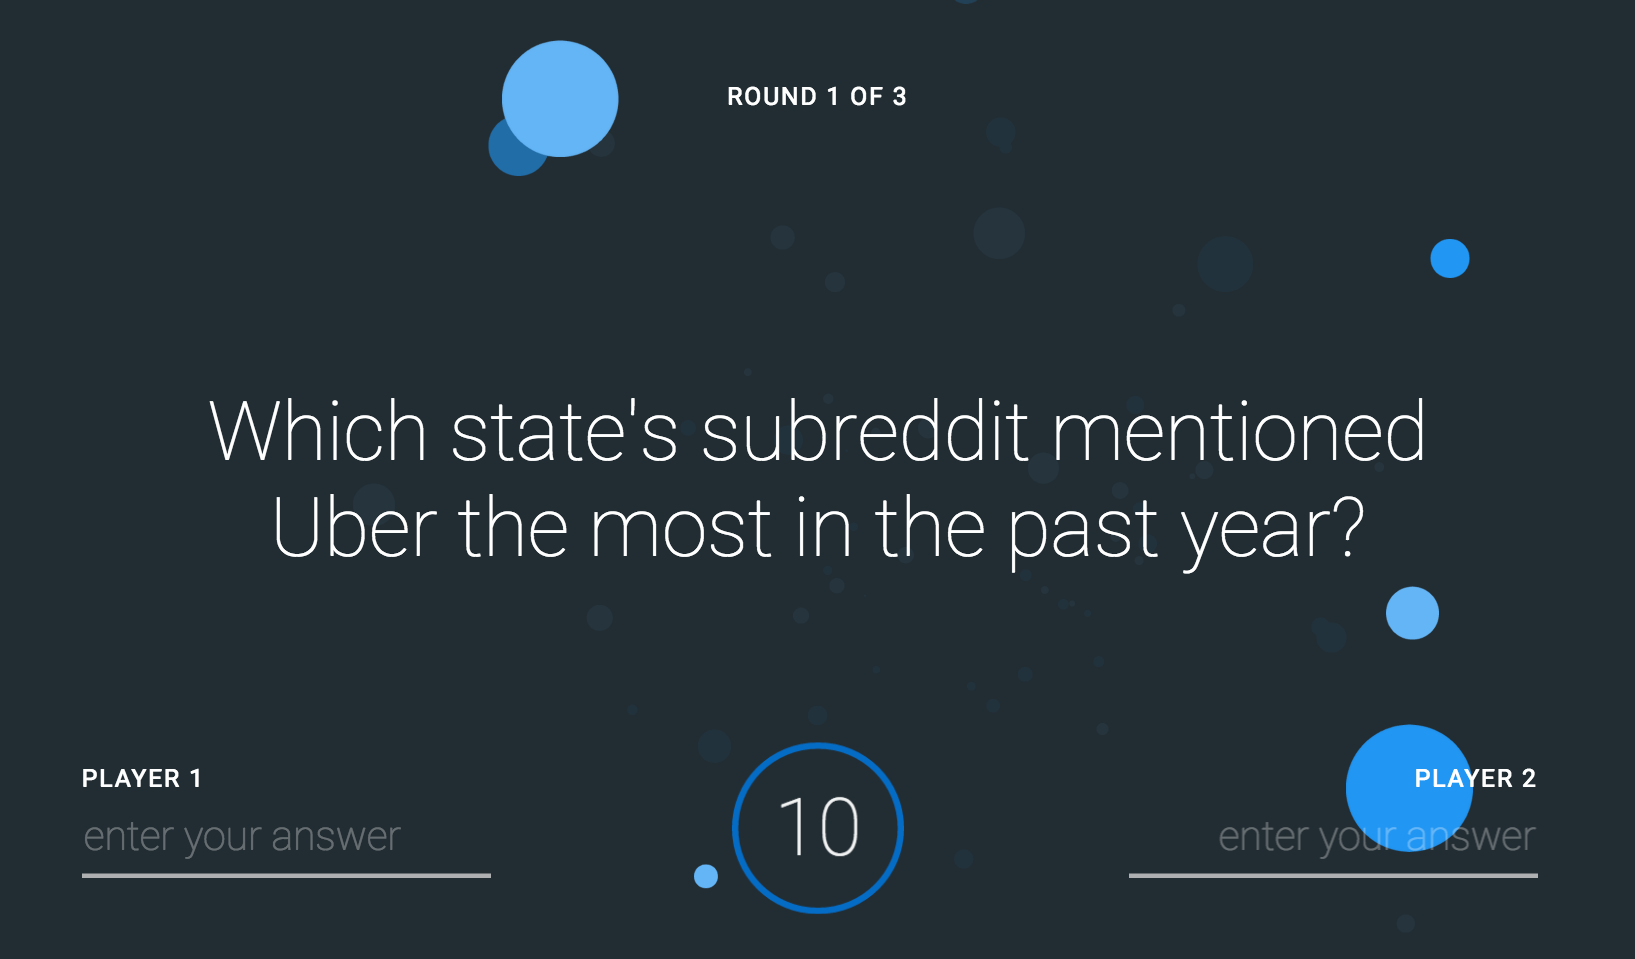 ROUND 1 OF 3
Which state's subreddit mentioned
Uber the most in the past year?
PLAYER 1
enter your answer
10
PLAYER 2
enter your answer